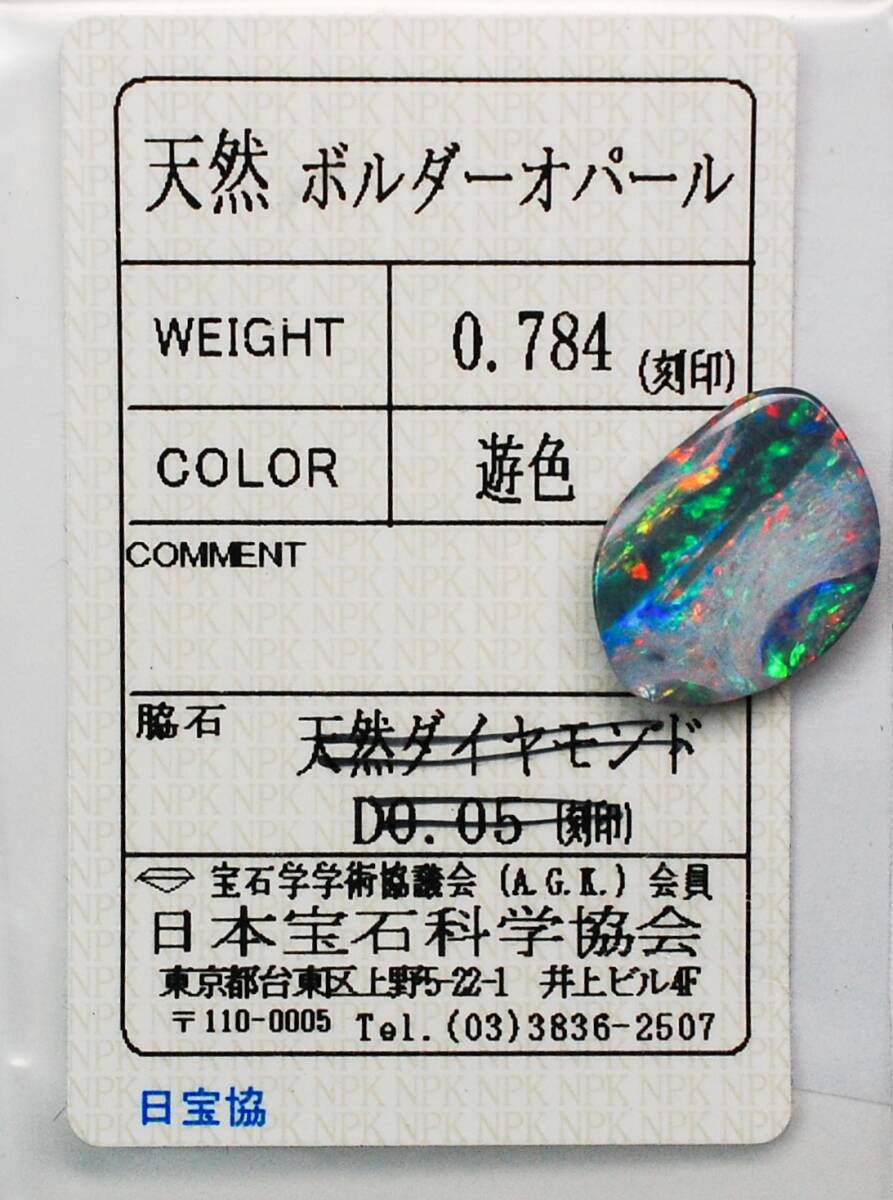 天然 ボルダーオパール
WEIGHT 0.784 (刻印)
COLOR 遊色
COMMENT
脇石 天然ダイヤモンド
D0.05 (刻印)
宝石学学術協議会 (A.G.K.) 会員
日本宝石科学協会
東京都台東区上野5-22-1 井上ビル4F
〒110-0005 Tel.(03)3836-2507
日宝協